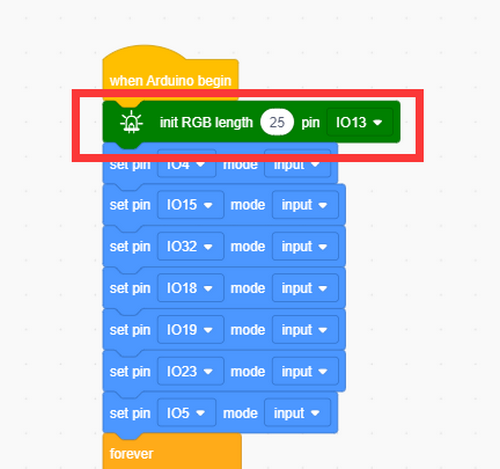 when Arduino begin
init RGB length 25 pin IO13
set pin IO4 mode input
set pin IO15 mode input
set pin IO32 mode input
set pin IO18 mode input
set pin IO19 mode input
set pin IO23 mode input
set pin IO5 mode input
forever